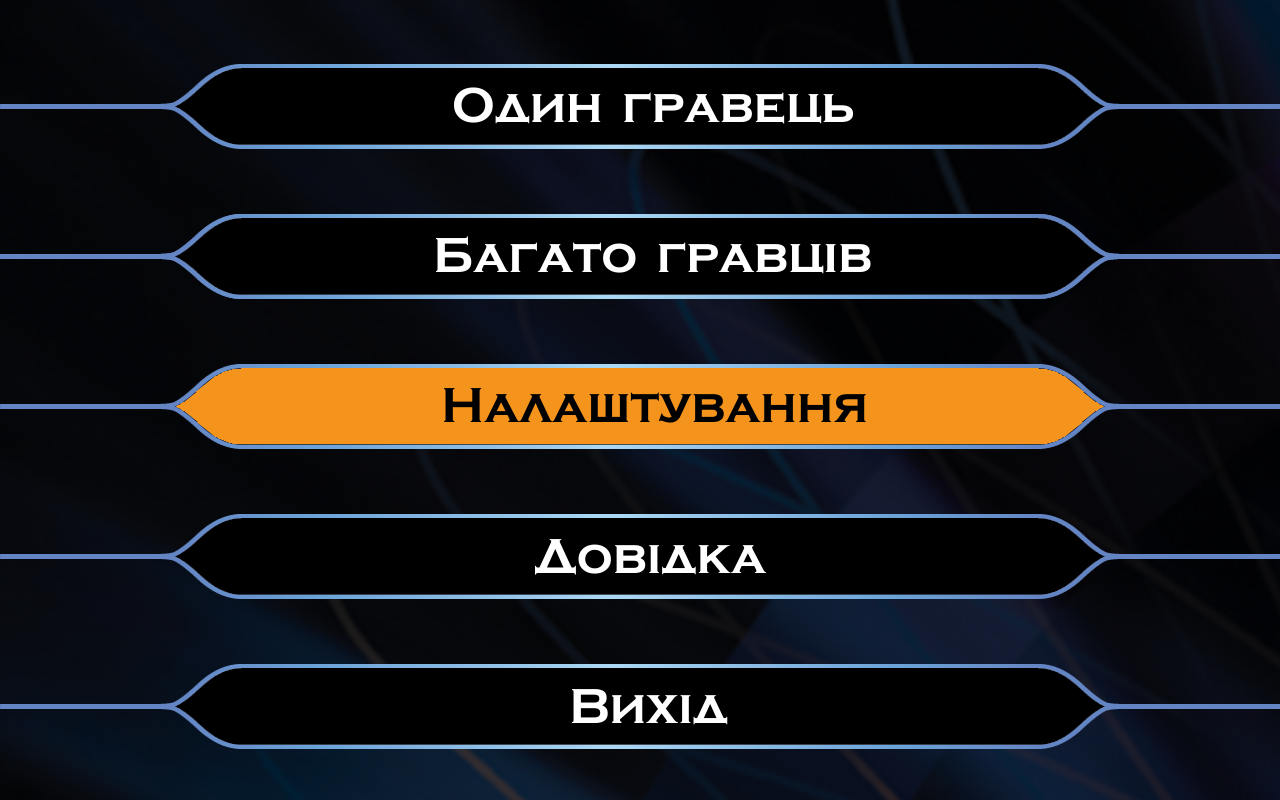 Один гравець
Багато гравців
Налаштування
Довідка
Вихід